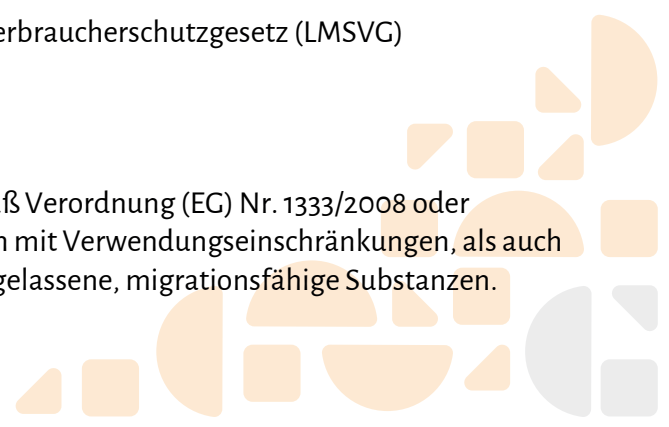 erbraucherschutzgesetz (LMSVG)
ß Verordnung (EG) Nr. 1333/2008 oder
mit Verwendungseinschränkungen, als auch
gelassene, migrationsfähige Substanzen.